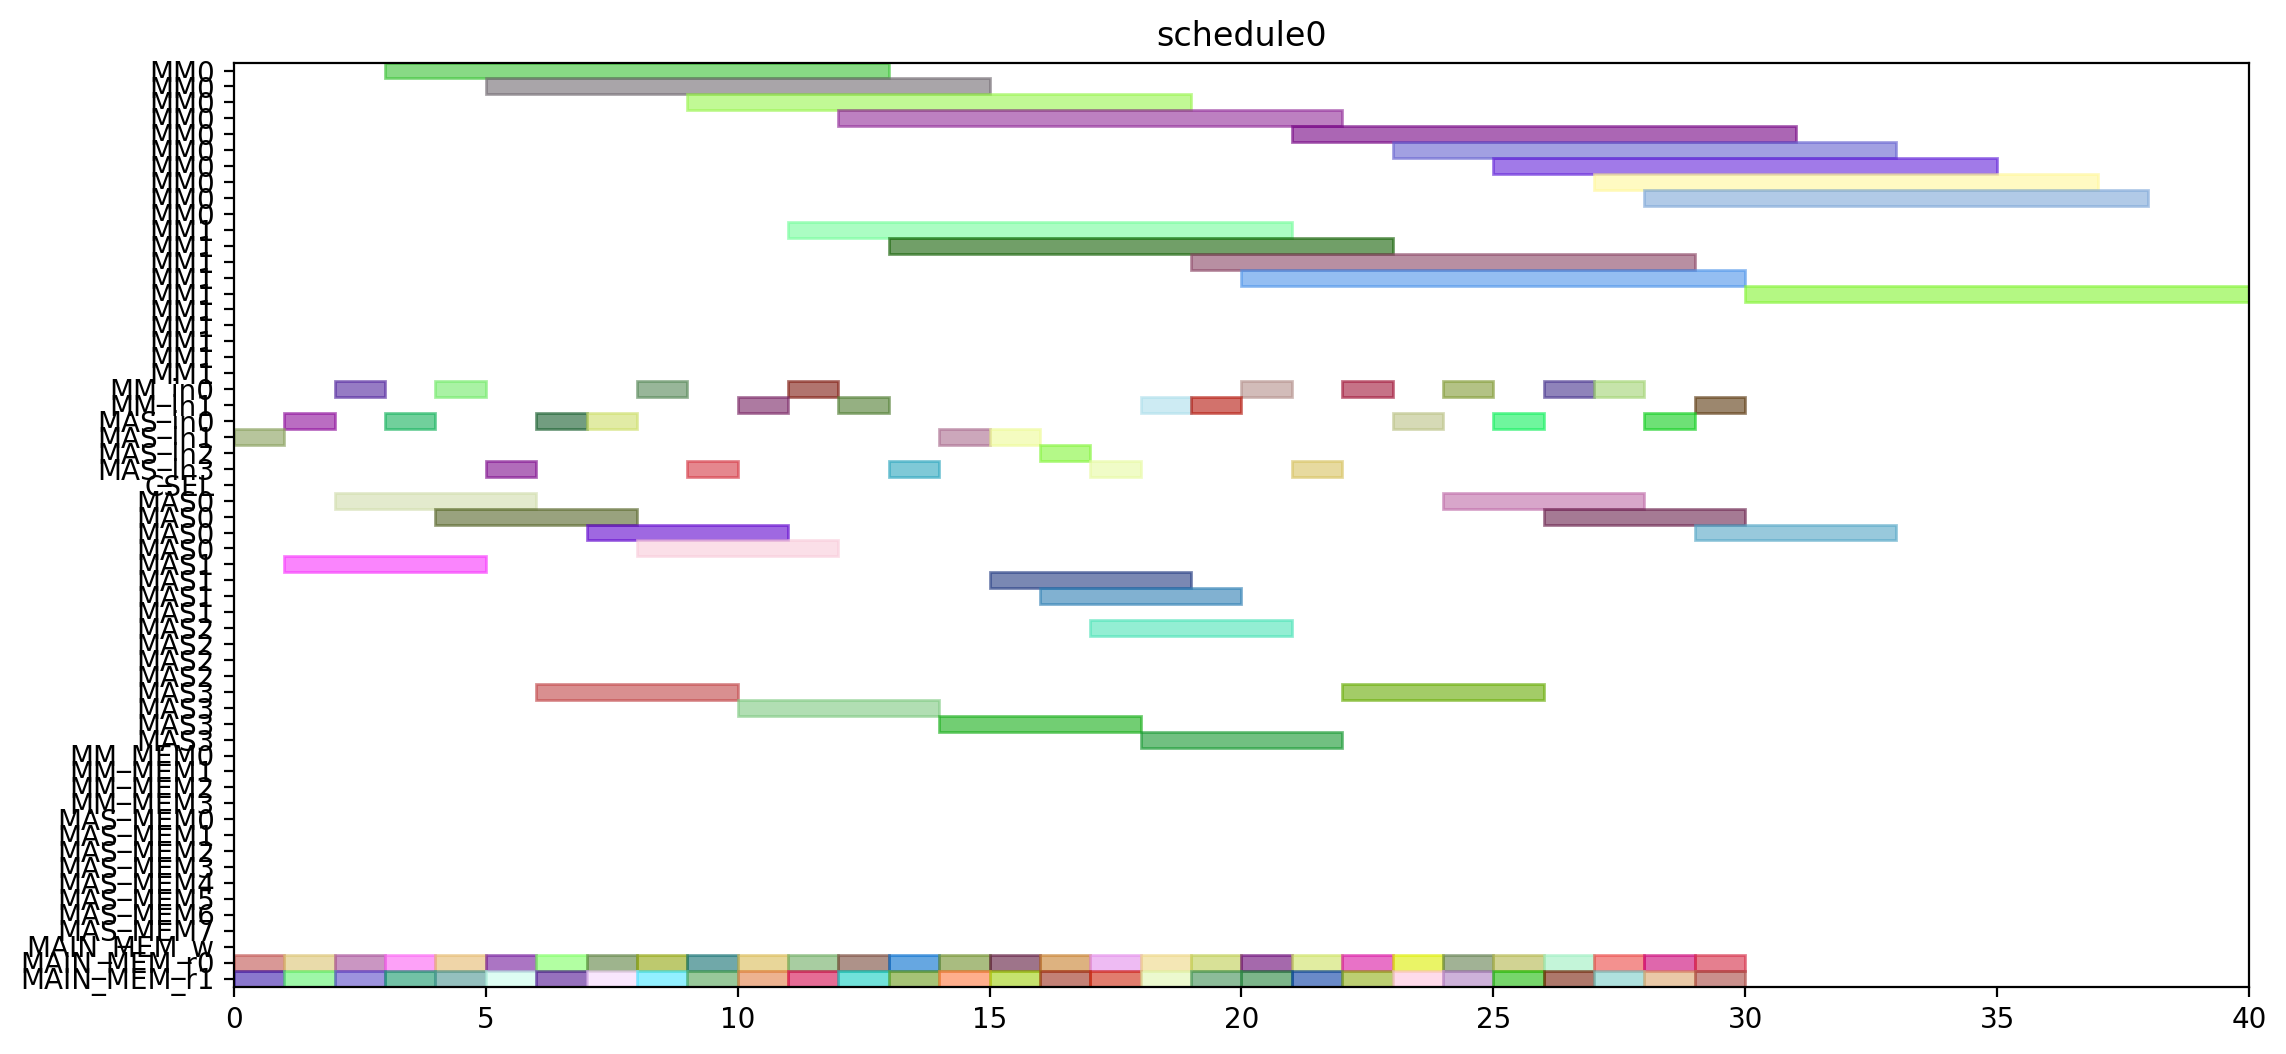 schedule0
MM0
MM0
MM0
MM0
MM0
MM0
MM0
MM0
MM0
MM0
MM1
MM1
MM1
MM1
MM1
MM1
MM1
MM1
MM1
MM1
MM_in0
MM_in1
MAS_in0
MAS_in1
MAS_in2
MAS_in3
CSEL
MAS0
MAS0
MAS0
MAS0
MAS1
MAS1
MAS1
MAS1
MAS2
MAS2
MAS2
MAS2
MAS3
MAS3
MAS3
MAS3
MM_MEM0
MM_MEM1
MM_MEM2
MM_MEM3
MAS_MEM0
MAS_MEM1
MAS_MEM2
MAS_MEM3
MAS_MEM4
MAS_MEM5
MAS_MEM6
MAS_MEM7
MAIN_MEM_w
MAIN_MEM_r0
MAIN_MEM_r1
0 5 10 15 20 25 30 35 40